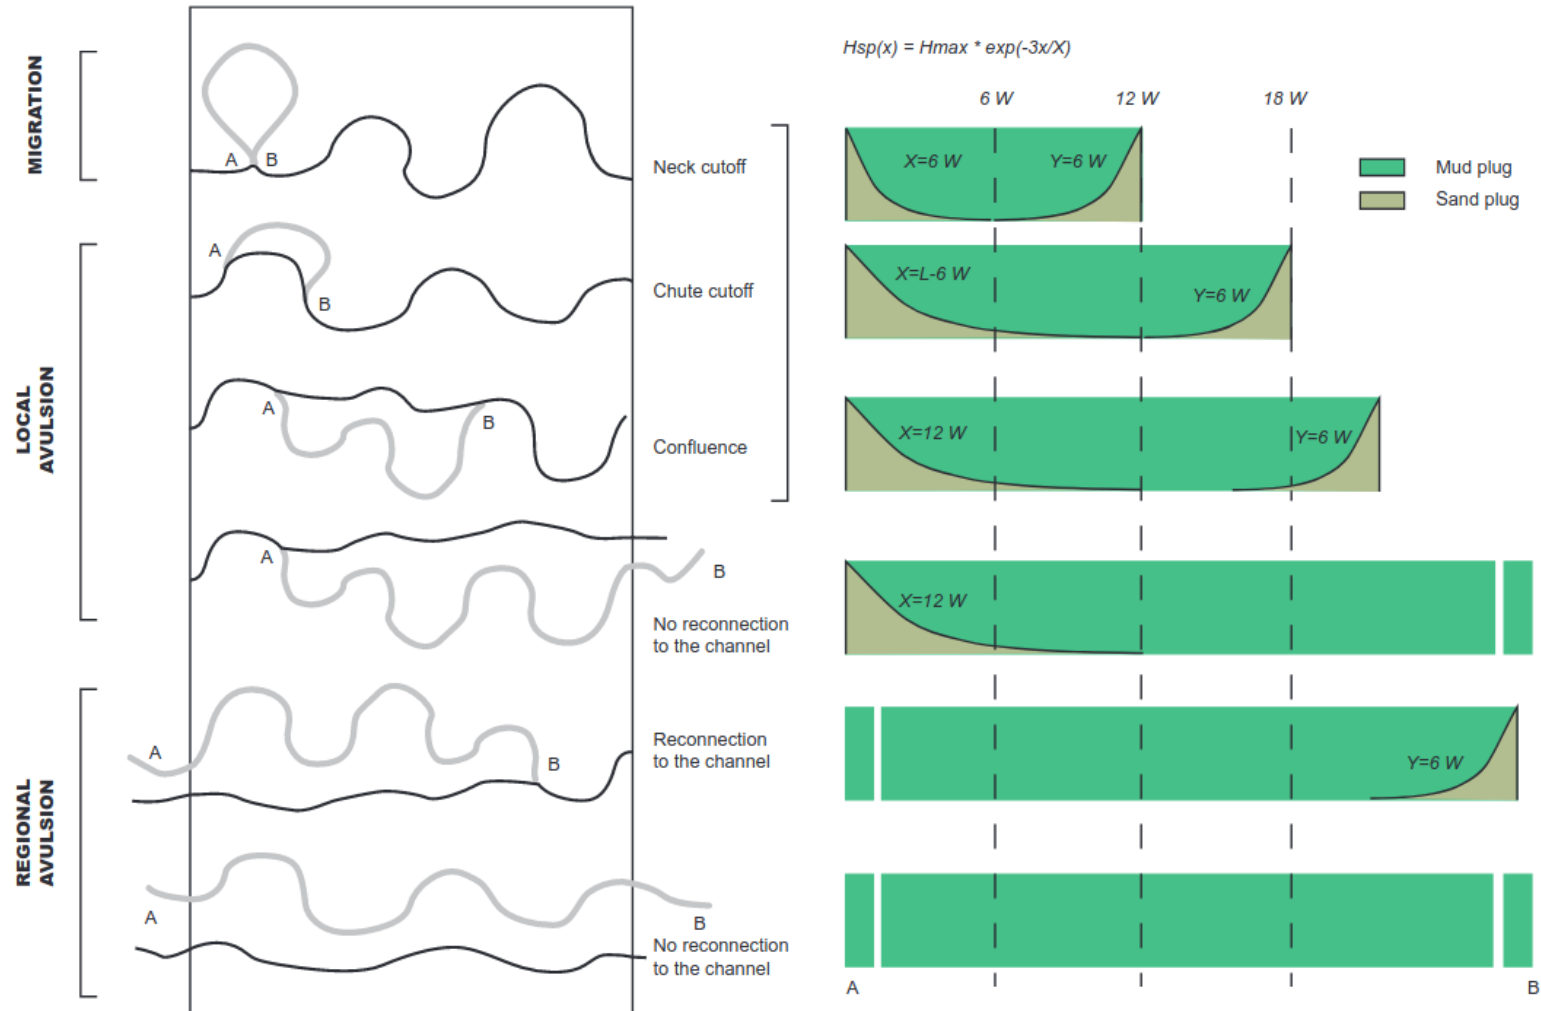 Hsp(x) = Hmax * exp(-3x/X)
6 W
12 W
18 W
MIGRATION
A
B
Neck cutoff
X=6 W
Y=6 W
Mud plug
Sand plug
LOCAL
AVULSION
A
B
Chute cutoff
X=L-6 W
Y=6 W
A
B
Confluence
X=12 W
Y=6 W
A
B
No reconnection
to the channel
X=12 W
REGIONAL
AVULSION
A
B
Reconnection
to the channel
Y=6 W
A
B
No reconnection
to the channel
A
B